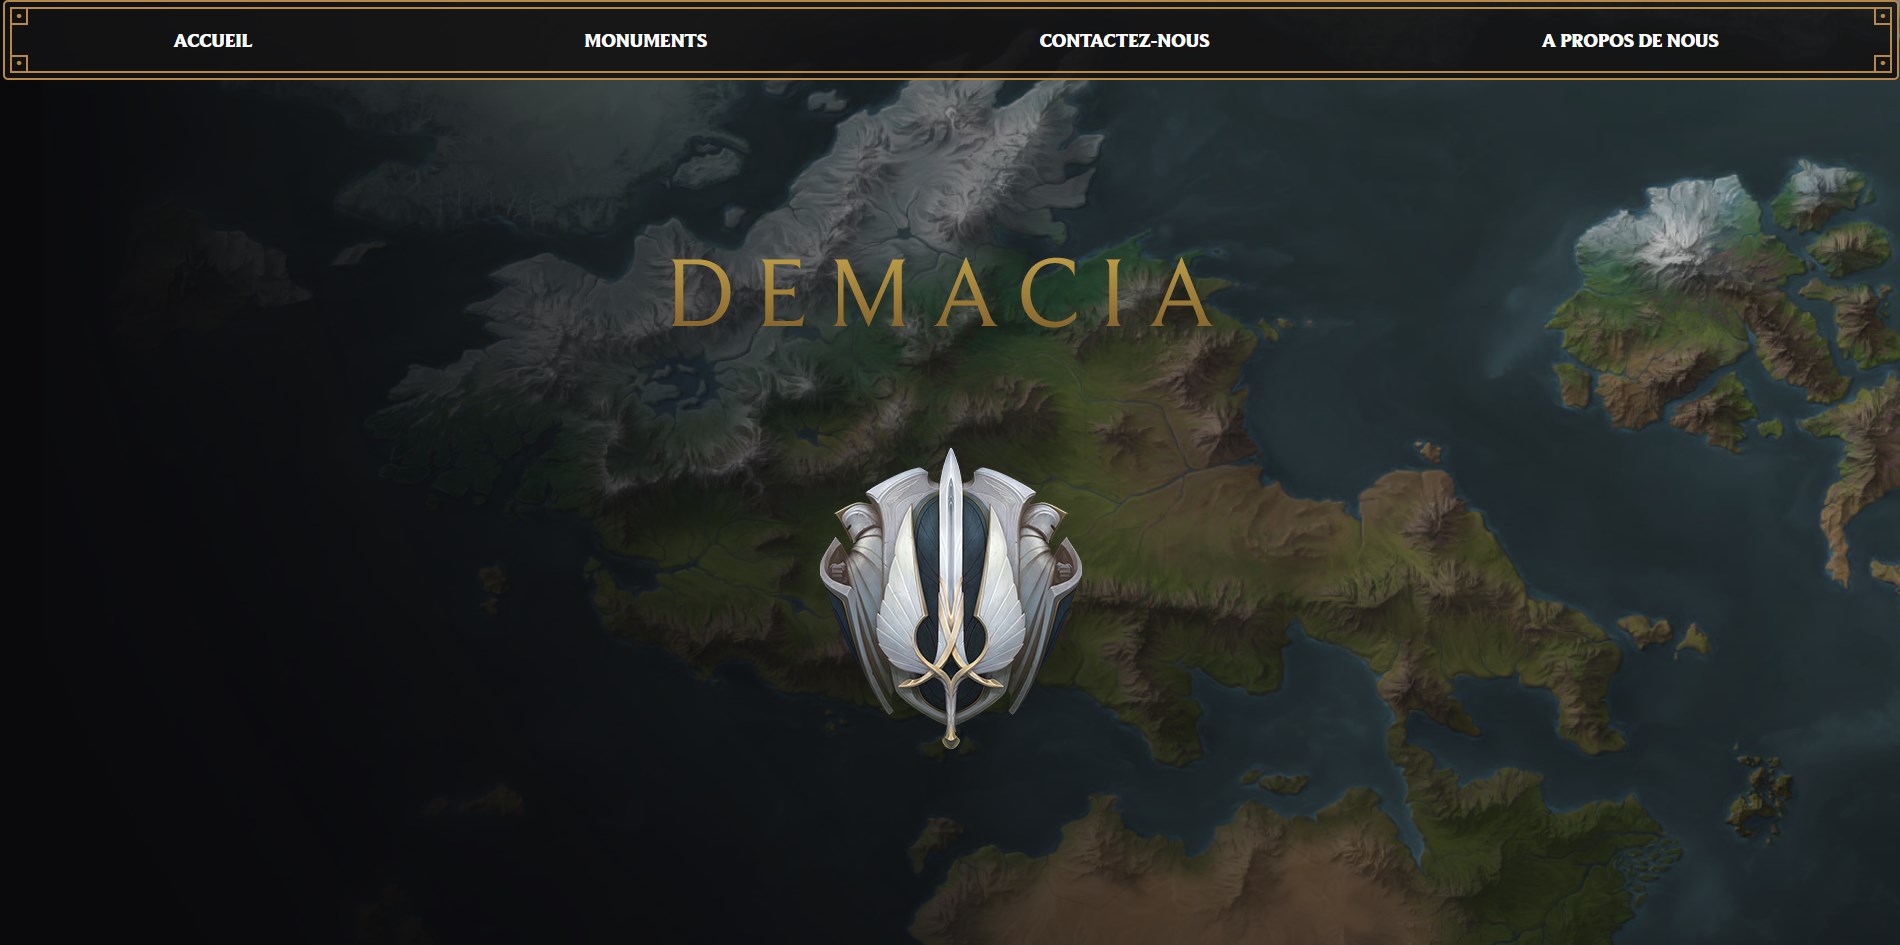 ACCUEIL
MONUMENTS
CONTACTEZ-NOUS
A PROPOS DE NOUS
DEMACIA